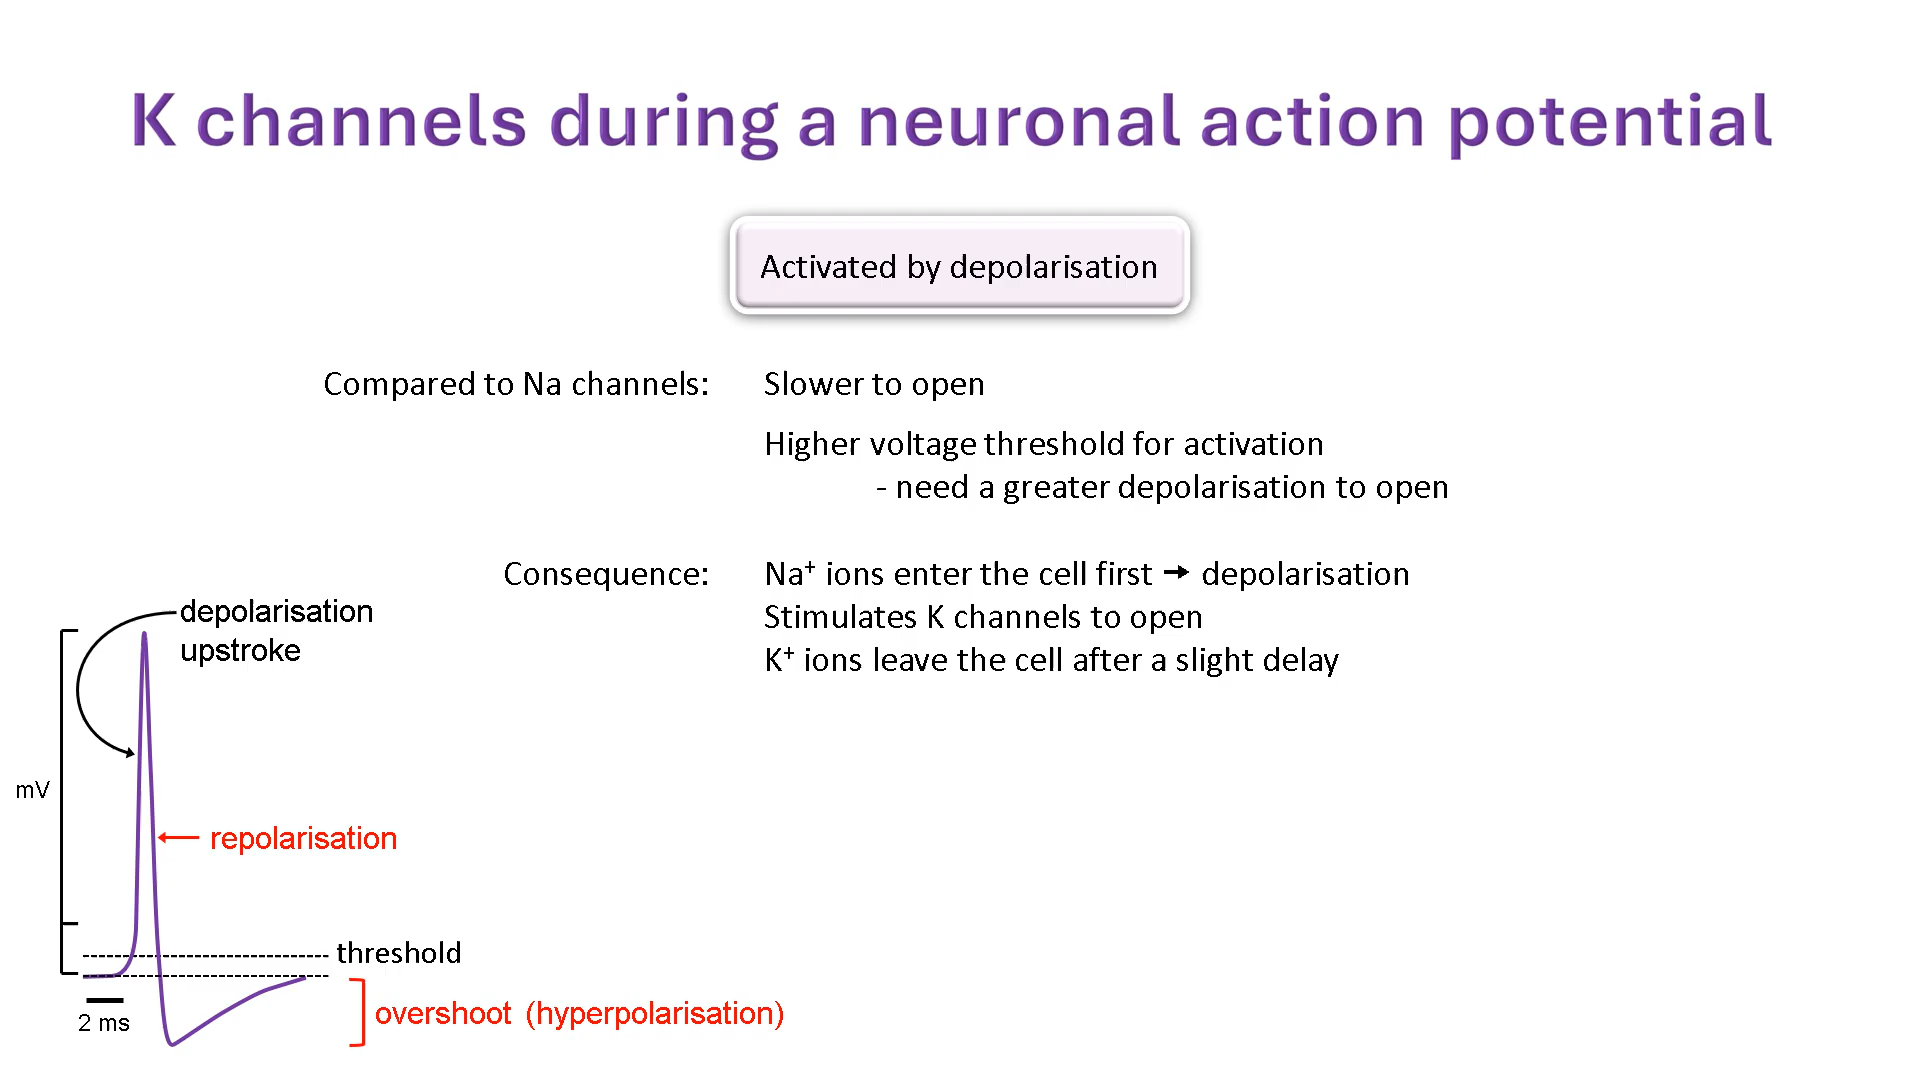 K channels during a neuronal action potential
Activated by depolarisation
Compared to Na channels:
Slower to open
Higher voltage threshold for activation
- need a greater depolarisation to open
Consequence:
Na⁺ ions enter the cell first → depolarisation
Stimulates K channels to open
K⁺ ions leave the cell after a slight delay
depolarisation
upstroke
mV
repolarisation
threshold
2 ms
overshoot (hyperpolarisation)